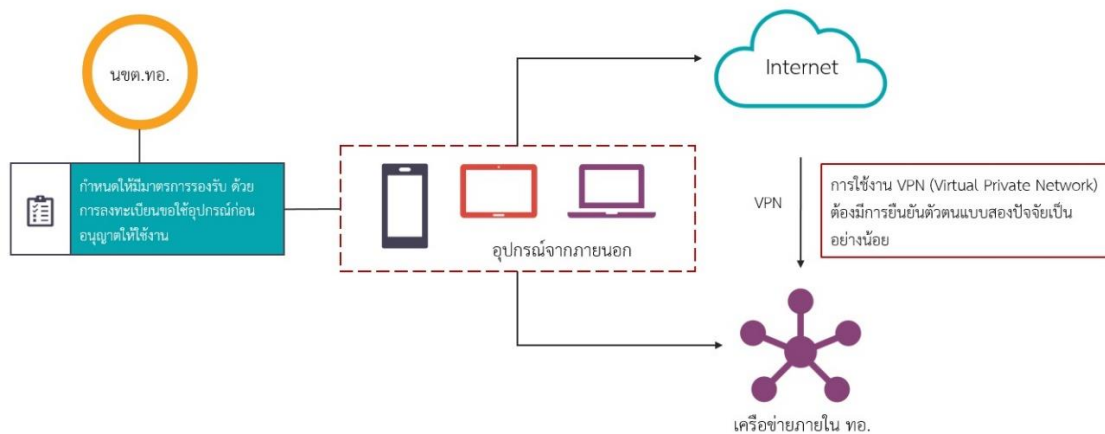 นขต.ทอ.
กำหนดให้มีมาตรการรองรับ ด้วย
การลงทะเบียนขอใช้อุปกรณ์ก่อน
อนุญาตให้ใช้งาน
อุปกรณ์จากภายนอก
Internet
VPN
การใช้งาน VPN (Virtual Private Network)
ต้องมีการยืนยันตัวตนแบบสองปัจจัยเป็น
อย่างน้อย
เครือข่ายภายใน ทอ.